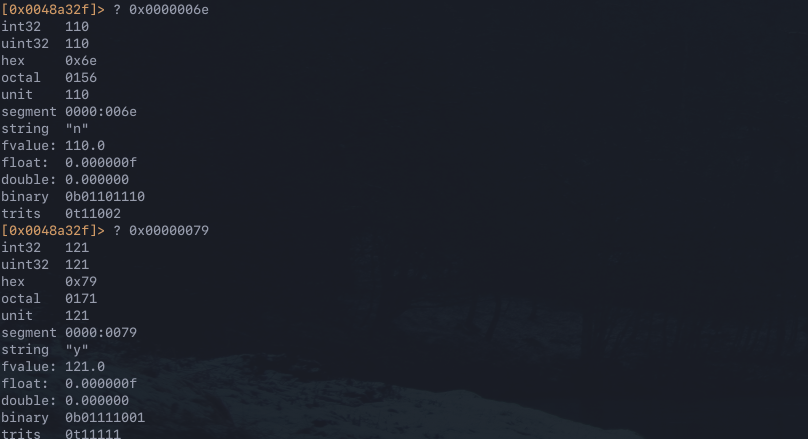 [0x0048a32f]> ? 0x0000006e
int32   110
uint32  110
hex     0x6e
octal   0156
unit    110
segment 0000:006e
string  "n"
fvalue: 110.0
float:  0.000000f
double: 0.000000
binary  0b01101110
trits   0t11002
[0x0048a32f]> ? 0x00000079
int32   121
uint32  121
hex     0x79
octal   0171
unit    121
segment 0000:0079
string  "y"
fvalue: 121.0
float:  0.000000f
double: 0.000000
binary  0b01111001
trits   0t11111